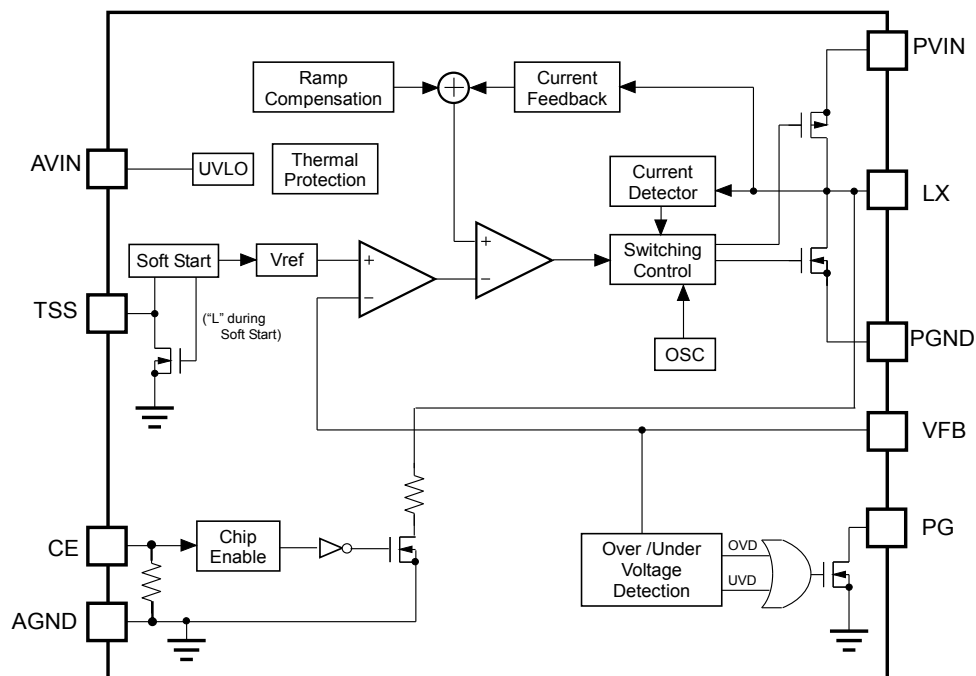 PVIN
Ramp
Compensation
+
Current
Feedback
AVIN
UVLO
Thermal
Protection
Current
Detector
LX
Soft Start
Vref
+
−
+
−
Switching
Control
TSS
("L" during
Soft Start)
OSC
PGND
VFB
CE
Chip
Enable
Over /Under
Voltage
Detection
OVD
UVD
PG
AGND